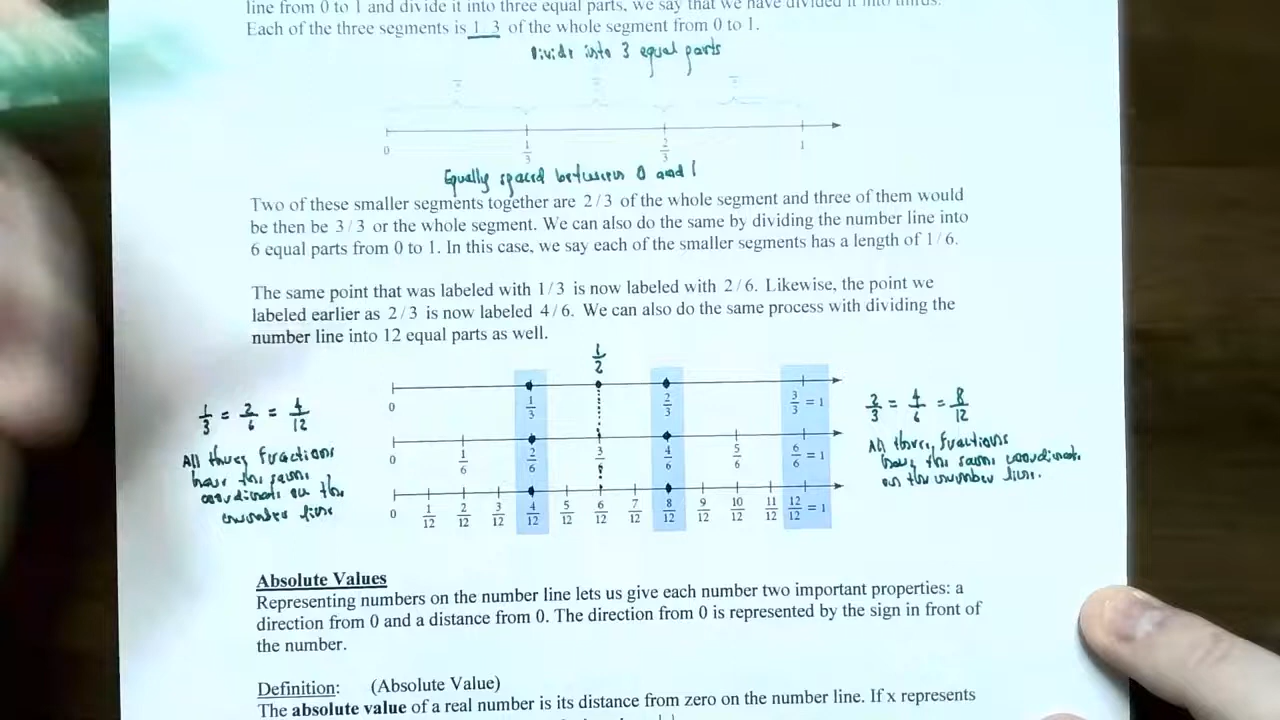 line from 0 to 1 and divide it into three equal parts, we say that we have divided it into thirds.
Each of the three segments is 1 3 of the whole segment from 0 to 1.
Divide into 3 equal parts
0 1/3 2/3 1
Equally spaced between 0 and 1
Two of these smaller segments together are 2/3 of the whole segment and three of them would
be then be 3/3 or the whole segment. We can also do the same by dividing the number line into
6 equal parts from 0 to 1. In this case, we say each of the smaller segments has a length of 1/6.
The same point that was labeled with 1/3 is now labeled with 2/6. Likewise, the point we
labeled earlier as 2/3 is now labeled 4/6. We can also do the same process with dividing the
number line into 12 equal parts as well.
1/2
0 1/3 2/3 3/3 = 1
0 1/6 2/6 3/6 4/6 5/6 6/6 = 1
0 1/12 2/12 3/12 4/12 5/12 6/12 7/12 8/12 9/12 10/12 11/12 12/12 = 1
1/3 = 2/6 = 4/12
All three fractions
have the same
coordinate on the
number line
2/3 = 4/6 = 8/12
All three fractions
have the same coordinate
on the number line.
Absolute Values
Representing numbers on the number line lets us give each number two important properties: a
direction from 0 and a distance from 0. The direction from 0 is represented by the sign in front of
the number.
Definition: (Absolute Value)
The absolute value of a real number is its distance from zero on the number line. If x represents